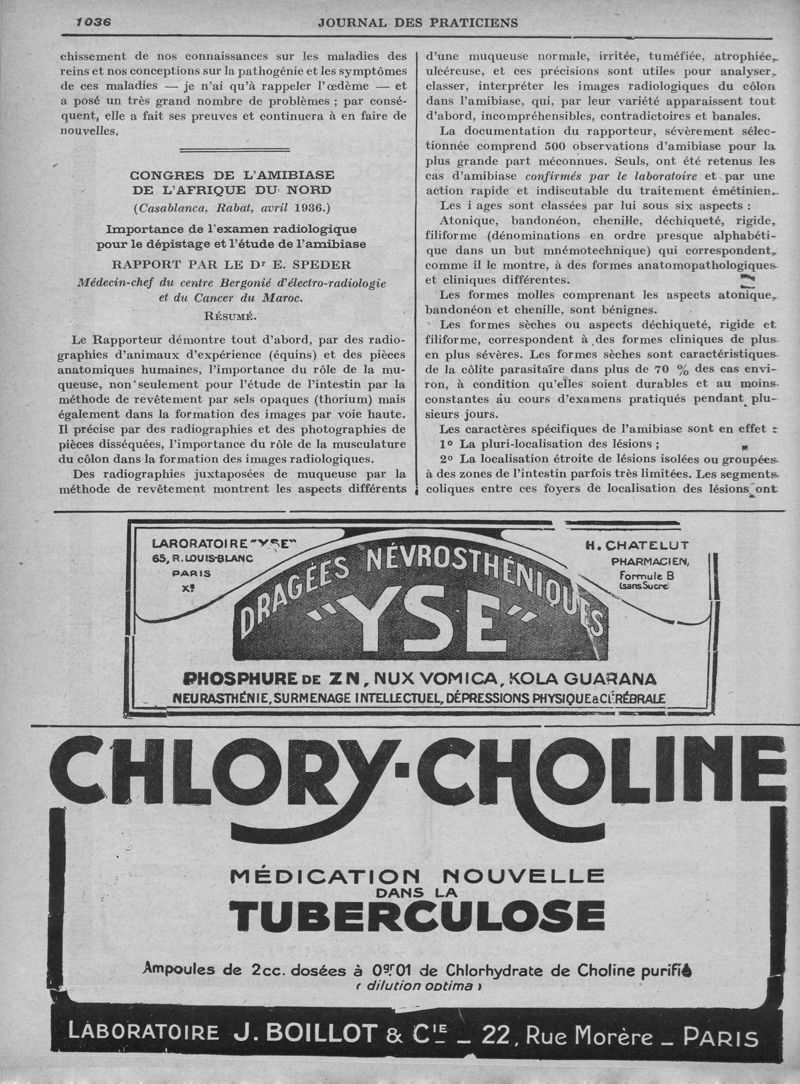 1036
JOURNAL DES PRATICIENS
chissement de nos connaissances sur les maladies des
reins et nos conceptions sur la pathogénie et les symptômes
de ces maladies — je n'ai qu'à rappeler l'œdème — et
a posé un très grand nombre de problèmes ; par consé-
quent, elle a fait ses preuves et continuera à en faire de
nouvelles.
CONGRES DE L'AMIBIASE
DE L'AFRIQUE DU NORD
(Casablanca, Rabat, avril 1936.)
Importance de l'examen radiologique
pour le dépistage et l'étude de l'amibiase
RAPPORT PAR LE Dr E. SPEDER
Médecin-chef du centre Bergonié d'électro-radiologie
et du Cancer du Maroc.
RÉSUMÉ.
Le Rapporteur démontre tout d'abord, par des radio-
graphies d'animaux d'expérience (équins) et des pièces
anatomiques humaines, l'importance du rôle de la mu-
queuse, non seulement pour l'étude de l'intestin par la
méthode de revêtement par sels opaques (thorium) mais
également dans la formation des images par voie haute.
Il précise par des radiographies et des photographies de
pièces disséquées, l'importance du rôle de la musculature
du côlon dans la formation des images radiologiques.
Des radiographies juxtaposées de muqueuse par la
méthode de revêtement montrent les aspects différents
d'une muqueuse normale, irritée, tuméfiée, atrophiée,
ulcéreuse, et ces précisions sont utiles pour analyser,
classer, interpréter les images radiologiques du côlon
dans l'amibiase, qui, par leur variété apparaissent tout
d'abord, incompréhensibles, contradictoires et banales.
La documentation du rapporteur, sévèrement sélec-
tionnée comprend 500 observations d'amibiase pour la
plus grande part méconnues. Seuls, ont été retenus les
cas d'amibiase confirmés par le laboratoire et par une
action rapide et indiscutable du traitement émétinien.
Les i ages sont classées par lui sous six aspects :
Atonique, bandonéon, chenille, déchiqueté, rigide,
filiforme (dénominations en ordre presque alphabéti-
que dans un but mnémotechnique) qui correspondent,
comme il le montre, à des formes anatomopathologiques
et cliniques différentes.
Les formes molles comprenant les aspects atonique,
bandonéon et chenille, sont bénignes.
Les formes sèches ou aspects déchiqueté, rigide et
filiforme, correspondent à des formes cliniques de plus
en plus sévères. Les formes sèches sont caractéristiques
de la côlite parasitaire dans plus de 70 % des cas envi-
ron, à condition qu'elles soient durables et au moins
constantes au cours d'examens pratiqués pendant plu-
sieurs jours.
Les caractères spécifiques de l'amibiase sont en effet :
1º La pluri-localisation des lésions ;
2º La localisation étroite de lésions isolées ou groupées
à des zones de l'intestin parfois très limitées. Les segments
coliques entre ces foyers de localisation des lésions ont
LARORATOIRE "YSE"
65, R. LOUIS-BLANC
PARIS
Xe
H. CHATELUT
PHARMACIEN,
Formule B
(sans Sucre)
DRAGÉES NÉVROSTHÉNIQUES
"YSE"
PHOSPHURE DE ZN, NUX VOMICA, KOLA GUARANA
NEURASTHÉNIE, SURMENAGE INTELLECTUEL, DÉPRESSIONS PHYSIQUE & CÉRÉBRALE
CHLORY-CHOLINE
MÉDICATION NOUVELLE
DANS LA
TUBERCULOSE
Ampoules de 2cc. dosées à 0gr01 de Chlorhydrate de Choline purifié
(dilution optima)
LABORATOIRE J. BOILLOT & CIE _ 22, Rue Morère _ PARIS